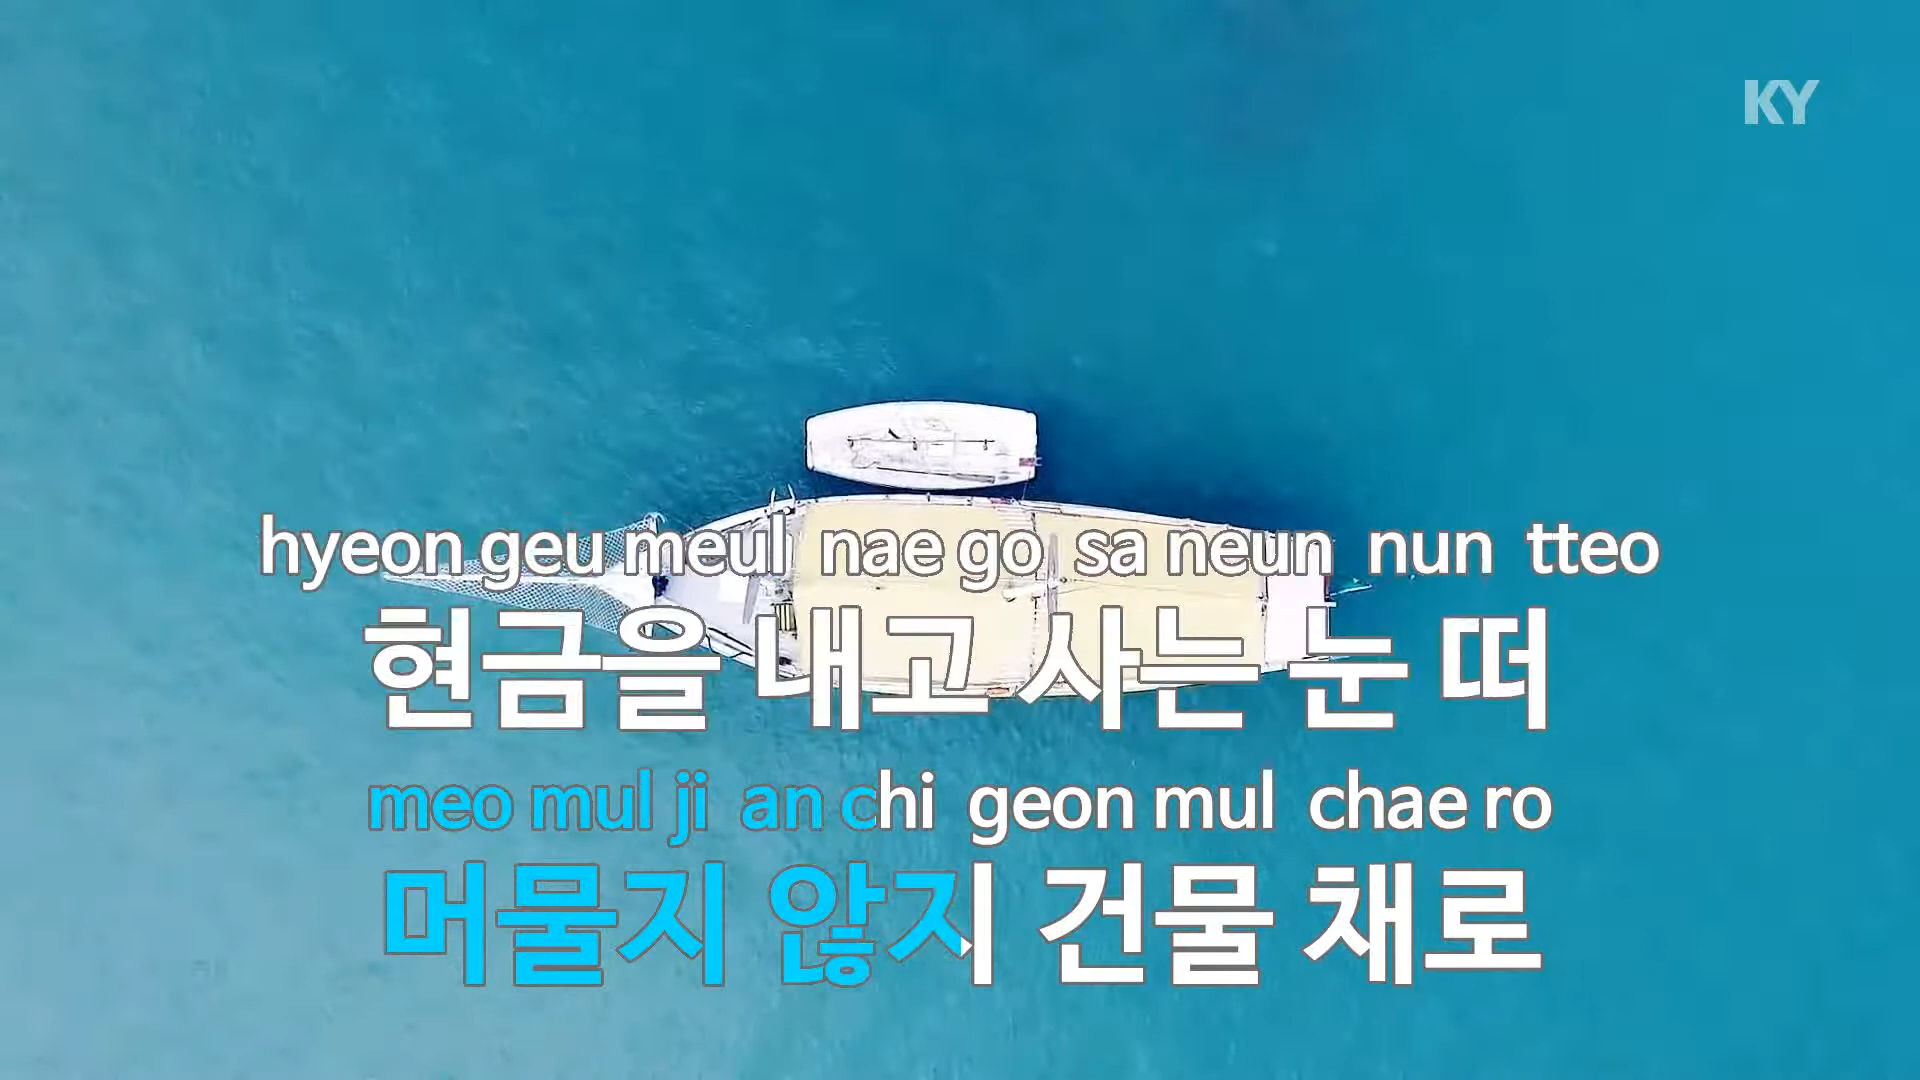 KY
hyeon geu meul nae go sa neun nun tteo
현금을 내고 사는 눈 떠
meo mul ji an chi geon mul chae ro
머물지 않지 건물 채로